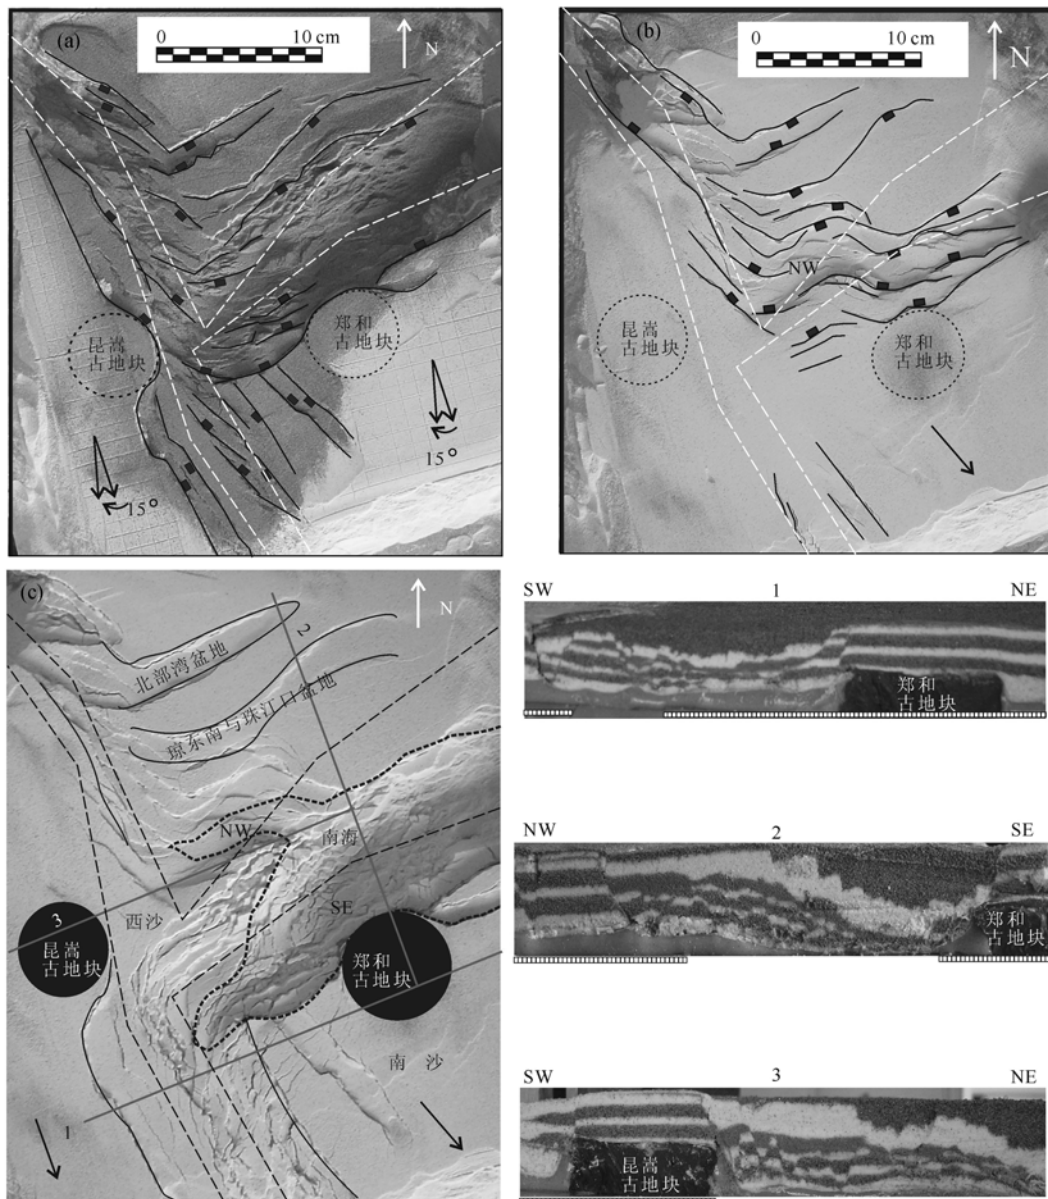 (a)
0 10 cm
N
昆嵩
古地块
郑和
古地块
15°
15°
(b)
0 10 cm
N
NW
昆嵩
古地块
郑和
古地块
(c)
N
2
北部湾盆地
琼东南与珠江口盆地
NW
南海
西沙
SE
3
昆嵩
古地块
郑和
古地块
南 沙
1
SW 1 NE
郑和
古地块
NW 2 SE
郑和
古地块
SW 3 NE
昆嵩
古地块